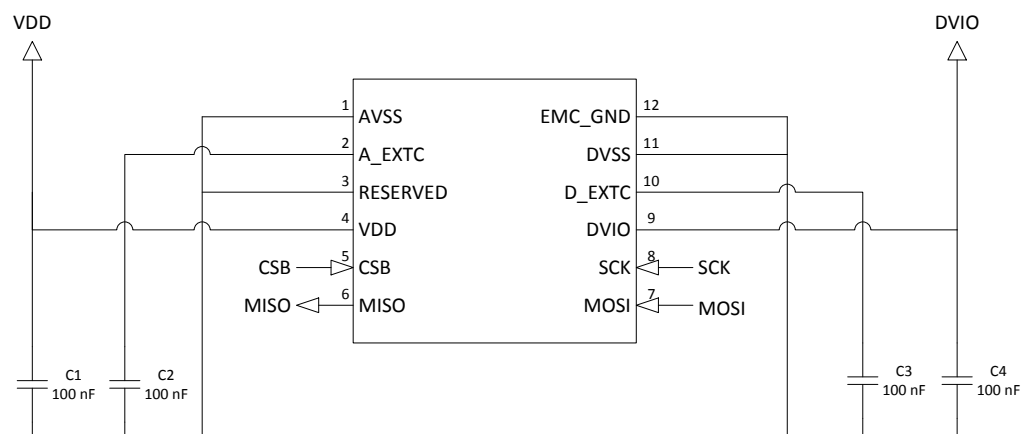 VDD
DVIO
1 AVSS EMC_GND 12
2 A_EXTC DVSS 11
3 RESERVED D_EXTC 10
4 VDD DVIO 9
CSB 5 CSB SCK 8 SCK
MISO 6 MISO MOSI 7 MOSI
C1
100 nF
C2
100 nF
C3
100 nF
C4
100 nF